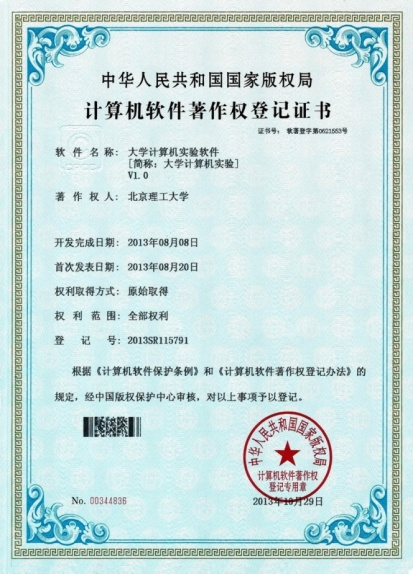 中华人民共和国国家版权局
计算机软件著作权登记证书
证书号： 软著登字第0621553号
软件名称： 大学计算机实验软件
[简称：大学计算机实验]
V1.0
著作权人： 北京理工大学
开发完成日期： 2013年08月08日
首次发表日期： 2013年08月20日
权利取得方式： 原始取得
权利范围： 全部权利
登记号： 2013SR115791
根据《计算机软件保护条例》和《计算机软件著作权登记办法》的
规定，经中国版权保护中心审核，对以上事项予以登记。
中华人民共和国国家版权局
计算机软件著作权
登记专用章
No. 00344836
2013年10月29日